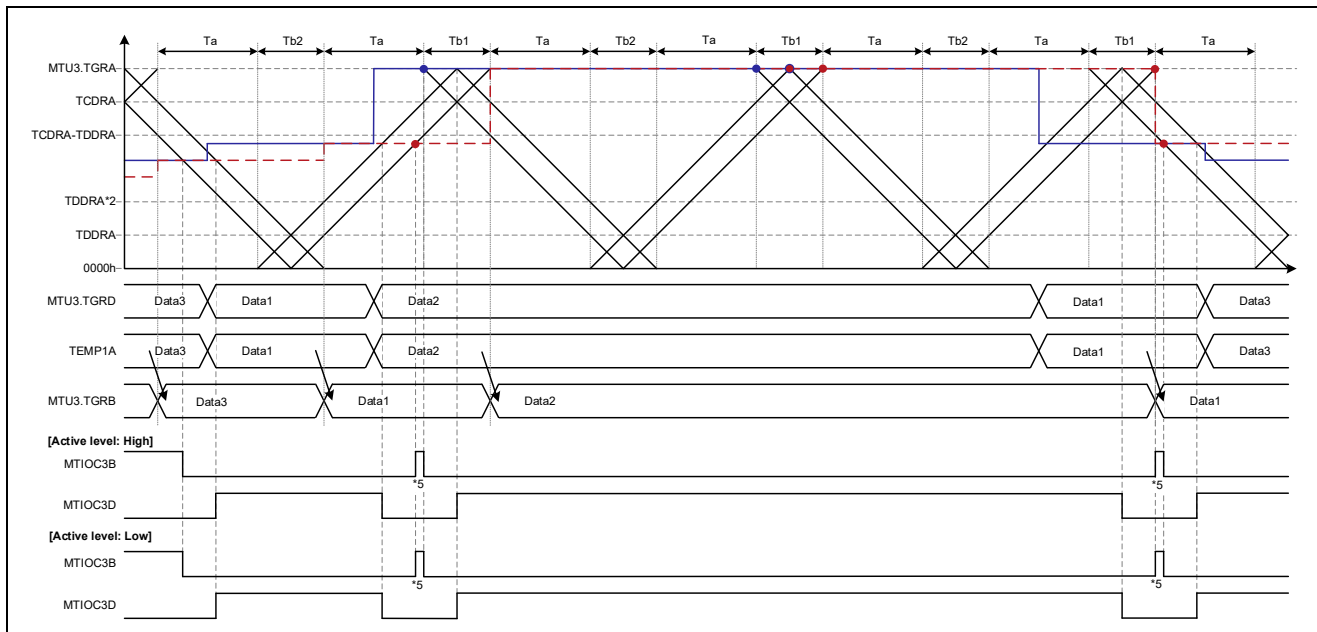 Ta Tb2 Ta Tb1 Ta Tb2 Ta Tb1 Ta Tb2 Ta Tb1 Ta
MTU3.TGRA
TCDRA
TCDRA-TDDRA
TDDRA*2
TDDRA
0000h
MTU3.TGRD Data3 Data1 Data2 Data1 Data3
TEMP1A Data3 Data1 Data2 Data1 Data3
MTU3.TGRB Data3 Data1 Data2 Data1
[Active level: High]
MTIOC3B
*5 *5
MTIOC3D
[Active level: Low]
MTIOC3B
*5 *5
MTIOC3D